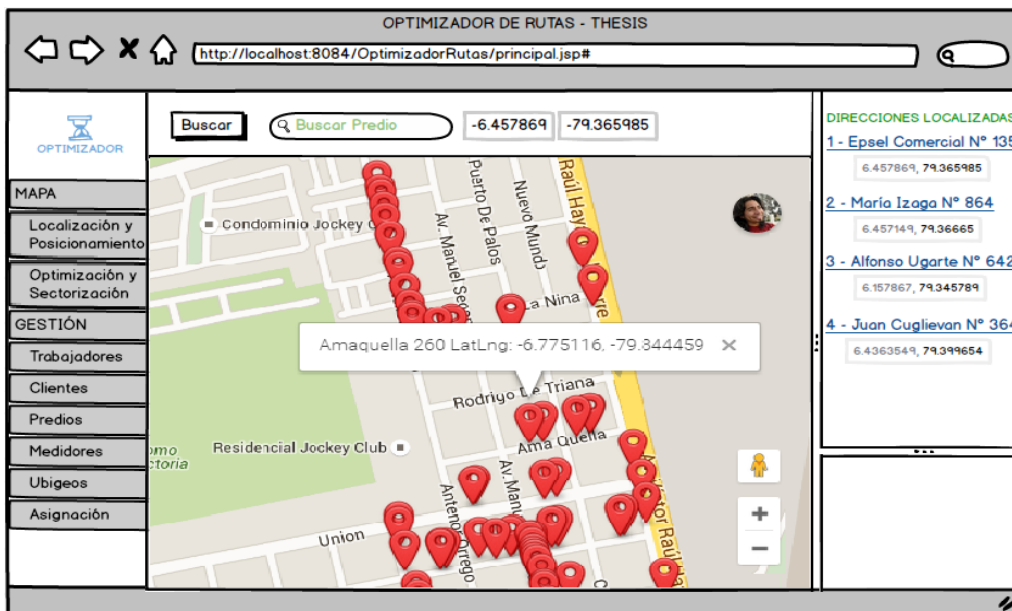 OPTIMIZADOR DE RUTAS - THESIS
http://localhost:8084/OptimizadorRutas/principal.jsp#
OPTIMIZADOR
MAPA
Localización y
Posicionamiento
Optimización y
Sectorización
GESTIÓN
Trabajadores
Clientes
Predios
Medidores
Ubigeos
Asignación
Buscar
Buscar Predio
-6.457869
-79.365985
Condominio Jockey
Av. Manuel
Puerto De Palos
Nuevo Mundo
Raúl
La Nina
Amaquella 260 LatLng: -6.775116, -79.844459
Rodrigo De Triana
Ama Quella
Residencial Jockey Club
Av.
Antenor Orrego
Union
Raúl
DIRECCIONES LOCALIZADAS
1 - Epsel Comercial N° 135
6.457869, 79.365985
2 - María Izaga N° 864
6.457149, 79.36665
3 - Alfonso Ugarte N° 642
6.157867, 79.345789
4 - Juan Cuglievan N° 364
6.4363549, 79.399654